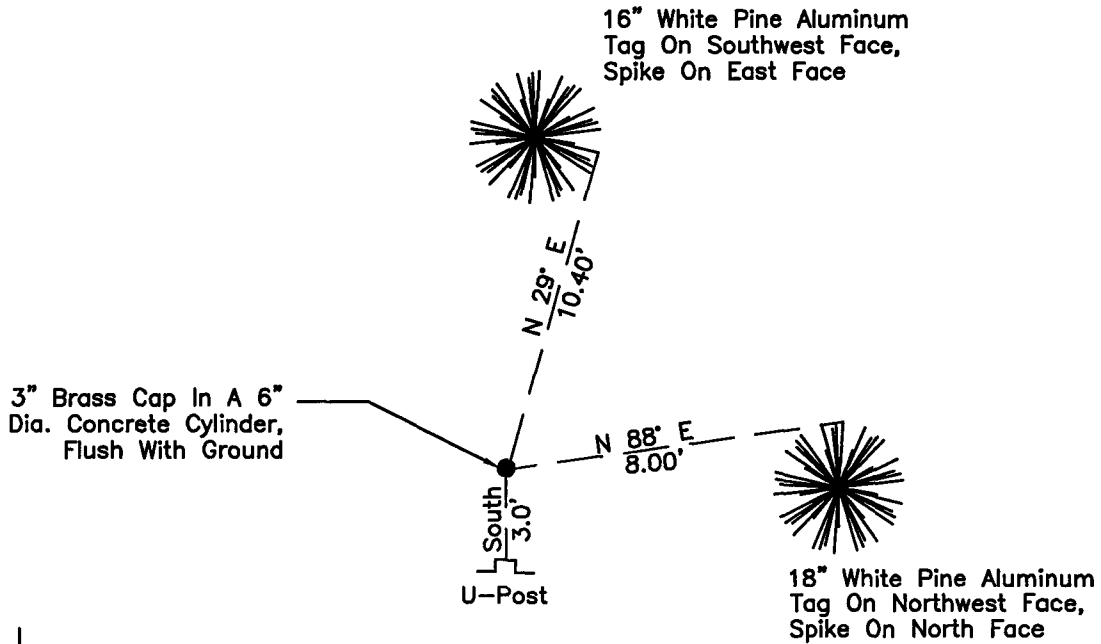 16" White Pine Aluminum
Tag On Southwest Face,
Spike On East Face
N 29° E
10.40'
3" Brass Cap In A 6"
Dia. Concrete Cylinder,
Flush With Ground
N 88° E
8.00'
South
3.0'
U-Post
18" White Pine Aluminum
Tag On Northwest Face,
Spike On North Face